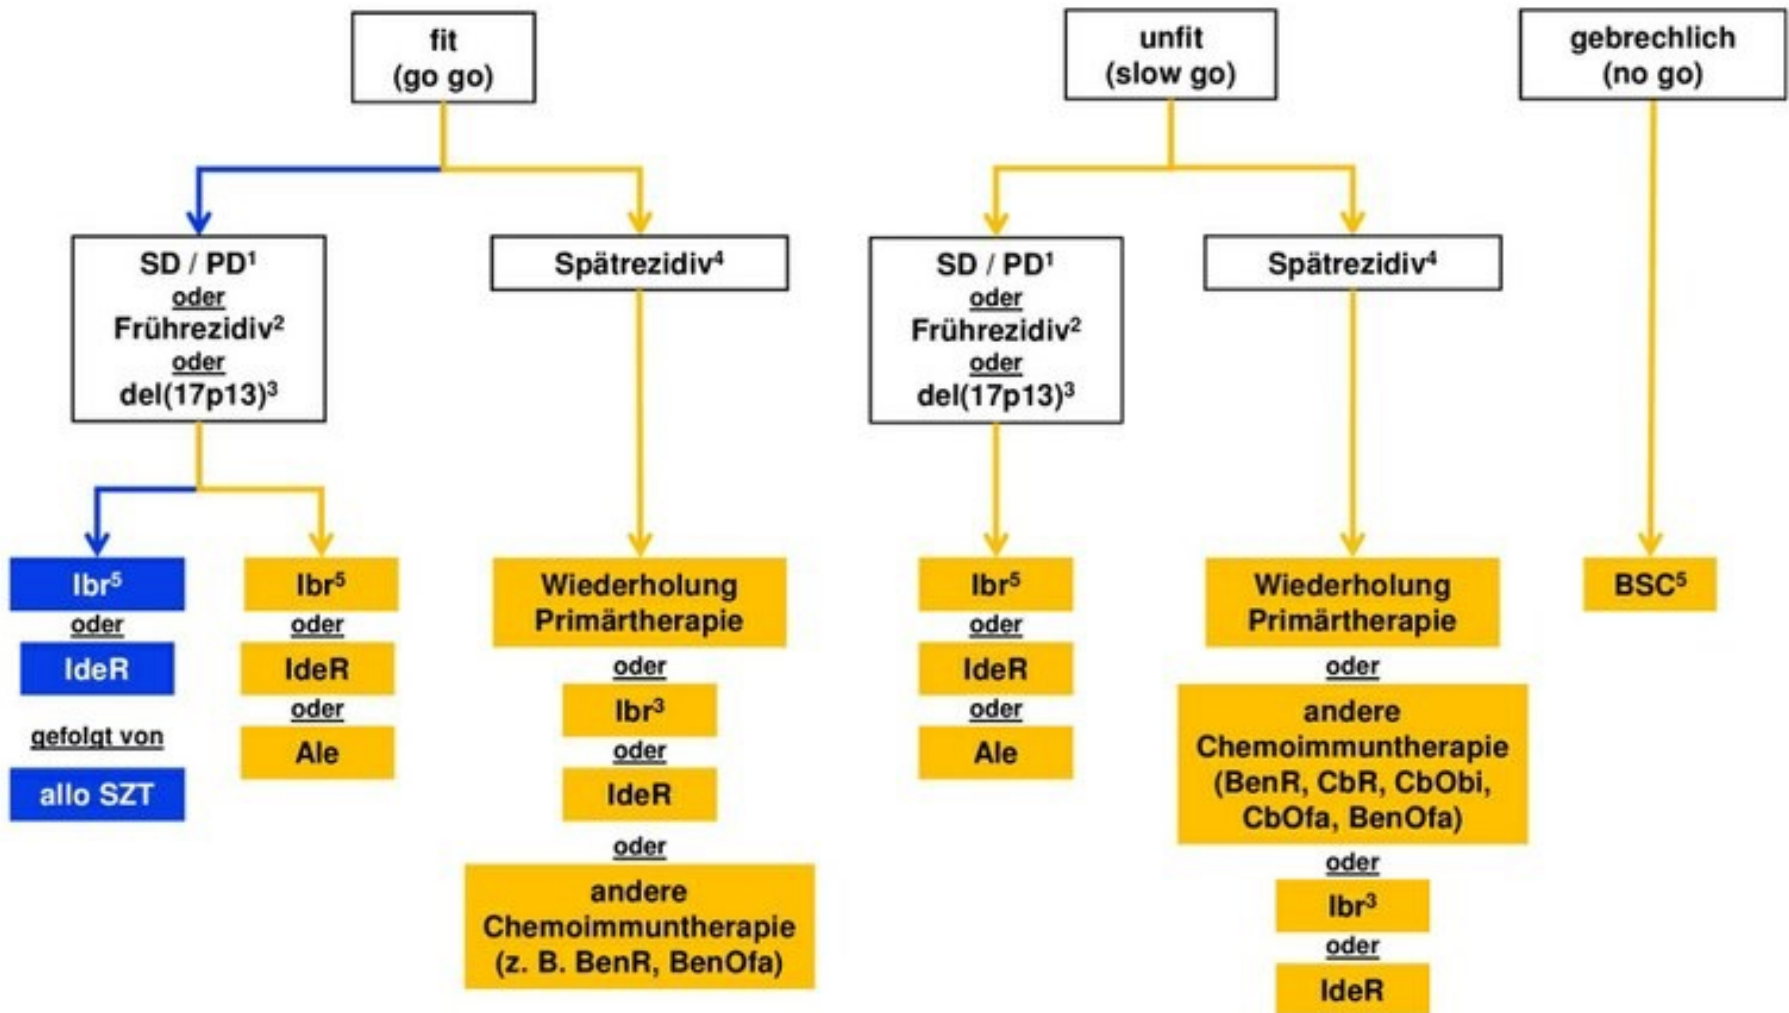 fit
(go go)
unfit
(slow go)
gebrechlich
(no go)
SD / PD¹
oder
Frührezidiv²
oder
del(17p13)³
Spätrezidiv⁴
SD / PD¹
oder
Frührezidiv²
oder
del(17p13)³
Spätrezidiv⁴
Ibr⁵
oder
IdeR
gefolgt von
allo SZT
Ibr⁵
oder
IdeR
oder
Ale
Wiederholung
Primärtherapie
oder
Ibr³
oder
IdeR
oder
andere
Chemoimmuntherapie
(z. B. BenR, BenOfa)
Ibr⁵
oder
IdeR
oder
Ale
Wiederholung
Primärtherapie
oder
andere
Chemoimmuntherapie
(BenR, CbR, CbObi,
CbOfa, BenOfa)
oder
Ibr³
oder
IdeR
BSC⁵